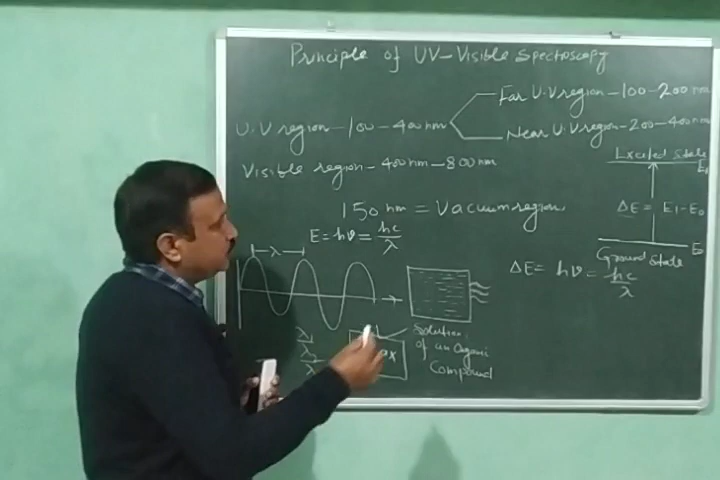 Principle of UV-Visible Spectroscopy
Far U.V region - 100-200 nm
U.V region - 100 - 400 nm
Near U.V region - 200-400 nm
Visible region - 400 nm - 800 nm
Excited State
E₁
150 nm = Vacuum region
ΔE = E₁-E₀
E = hν = hc/λ
E₀
Ground State
λ
ΔE = hν = hc/λ
λ₁
λ₂
λ
Solution
of an Organic
Compound